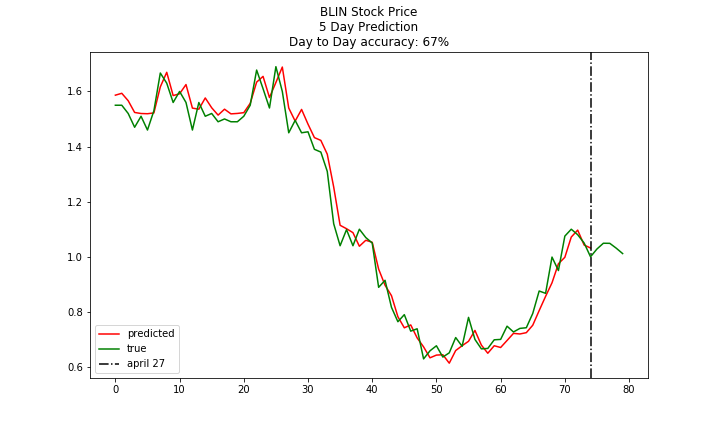 BLIN Stock Price
5 Day Prediction
Day to Day accuracy: 67%
1.6
1.4
1.2
1.0
0.8
0.6
predicted
true
april 27
0 10 20 30 40 50 60 70 80